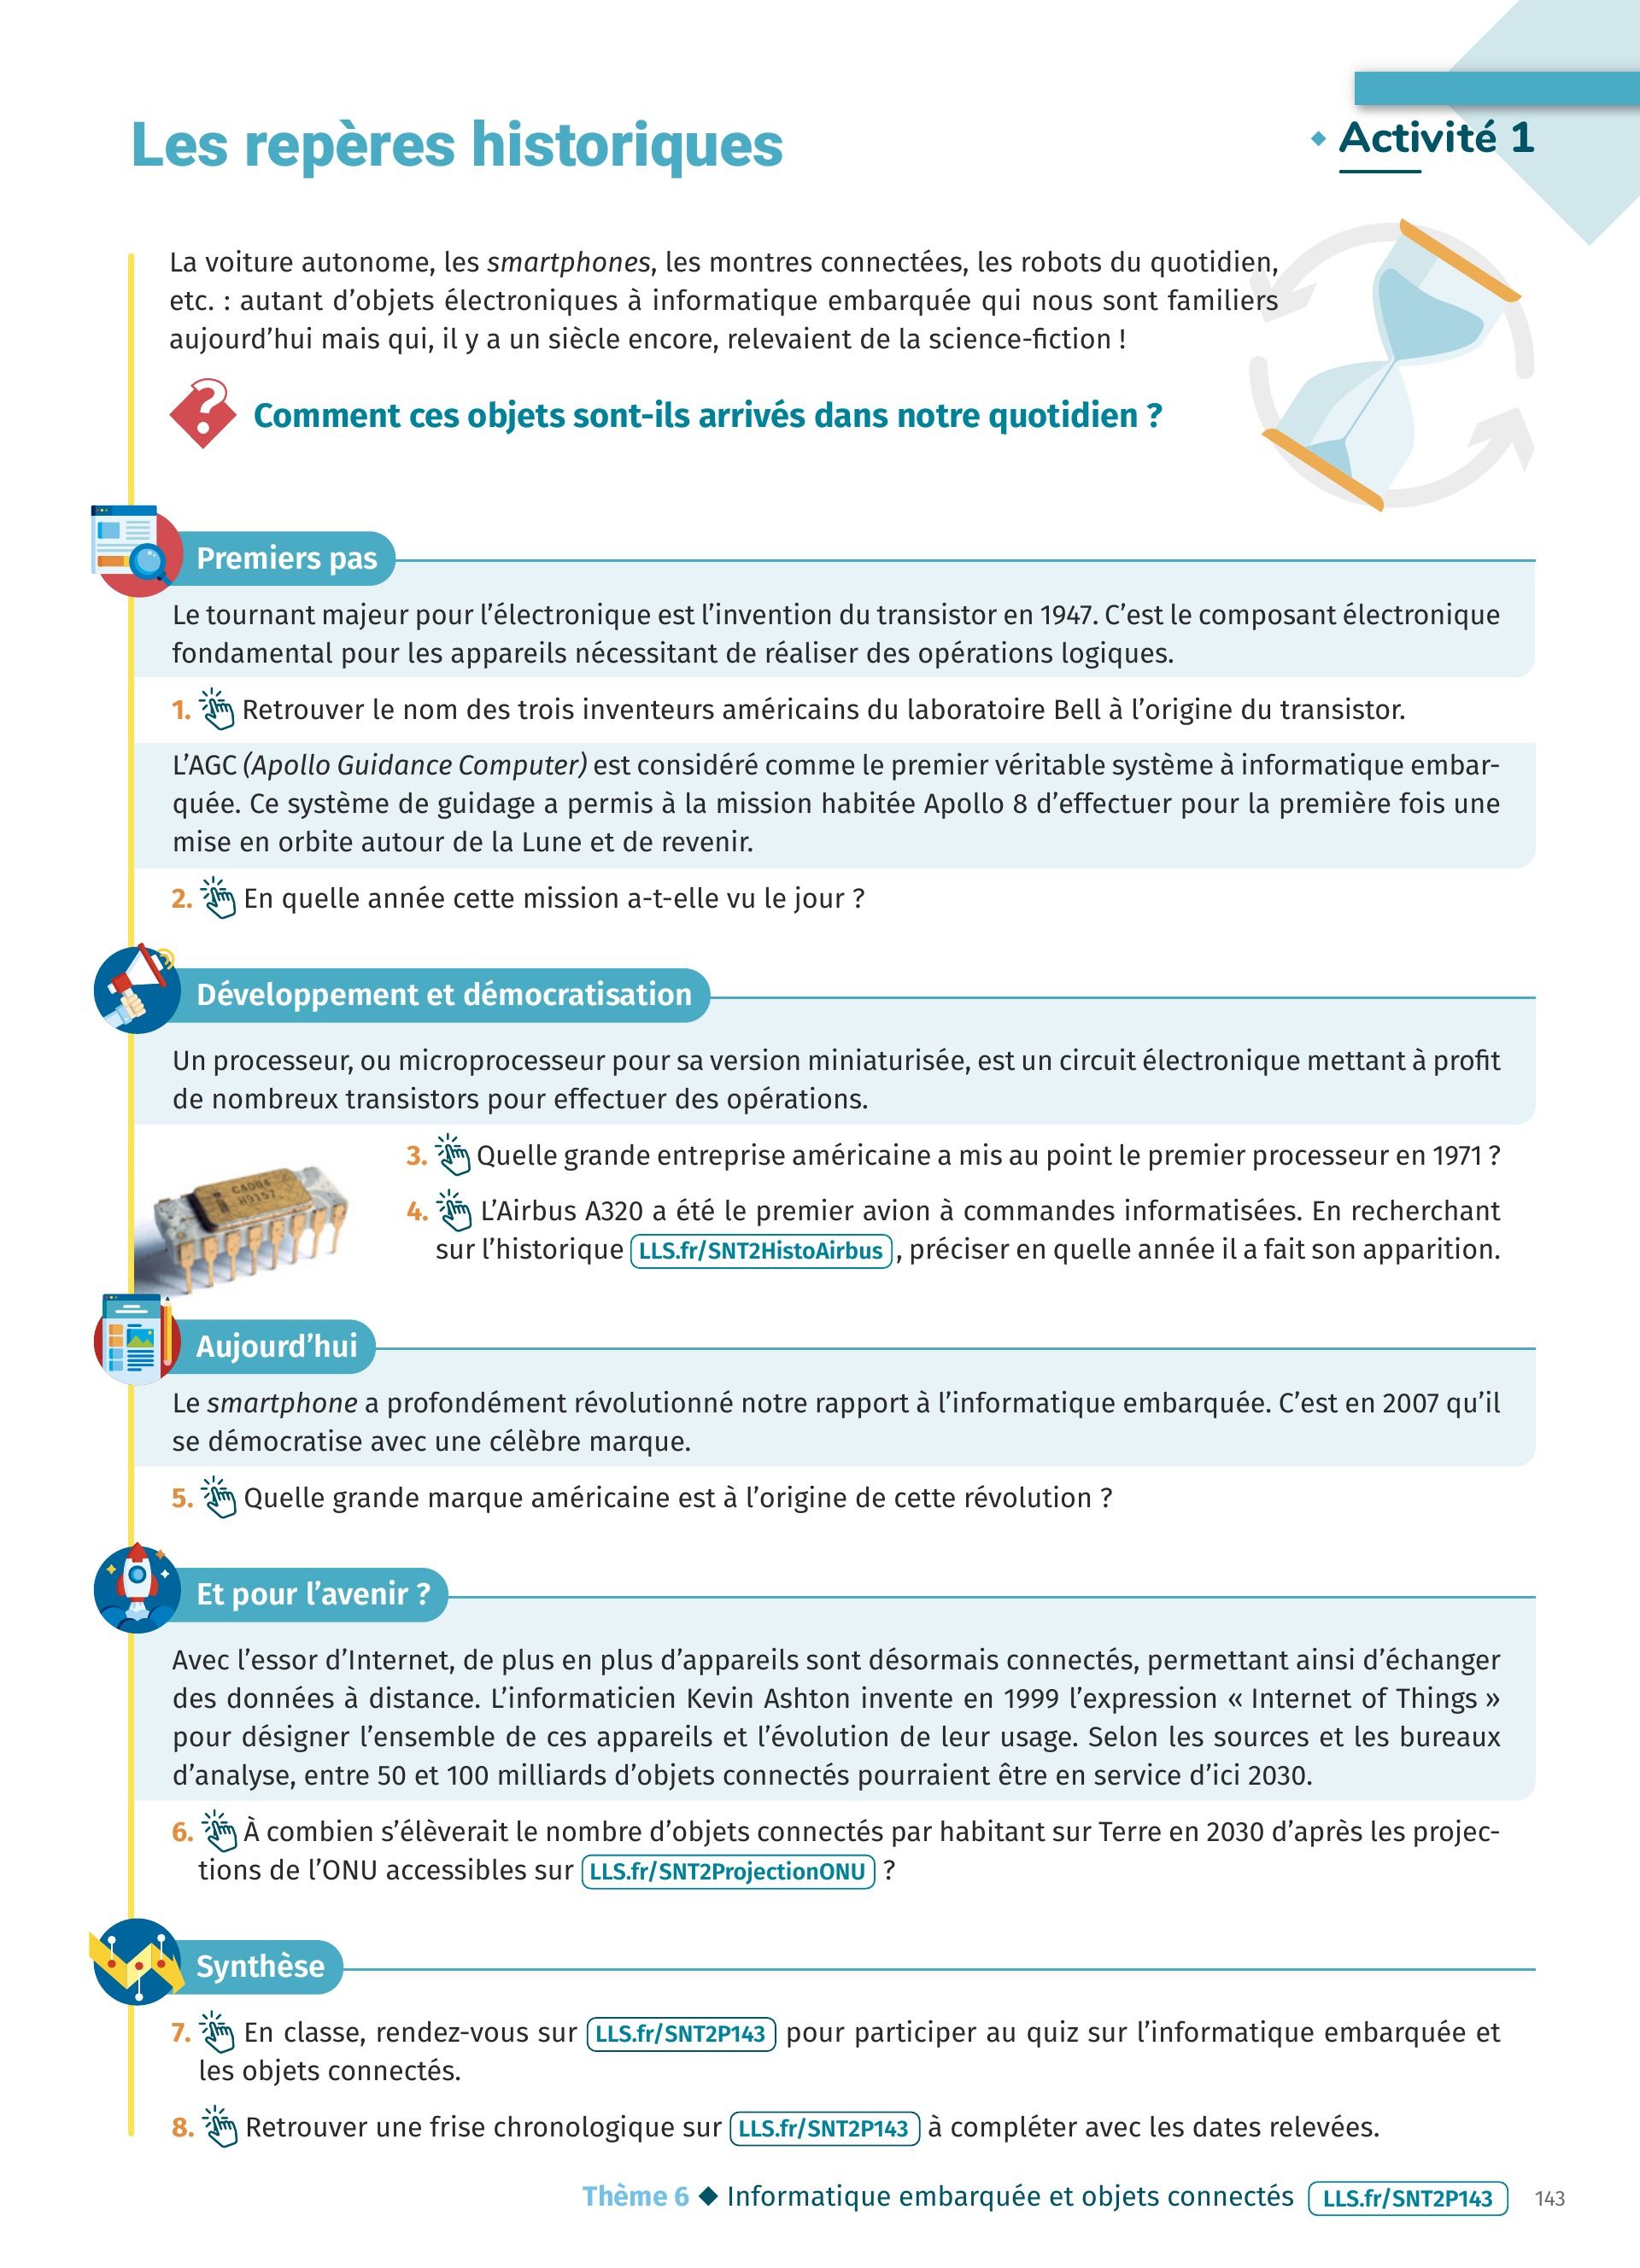 Les repères historiques
Activité 1
La voiture autonome, les smartphones, les montres connectées, les robots du quotidien,
etc. : autant d’objets électroniques à informatique embarquée qui nous sont familiers
aujourd’hui mais qui, il y a un siècle encore, relevaient de la science-fiction !
?
Comment ces objets sont-ils arrivés dans notre quotidien ?
Premiers pas
Le tournant majeur pour l’électronique est l’invention du transistor en 1947. C’est le composant électronique
fondamental pour les appareils nécessitant de réaliser des opérations logiques.
1. Retrouver le nom des trois inventeurs américains du laboratoire Bell à l’origine du transistor.
L’AGC (Apollo Guidance Computer) est considéré comme le premier véritable système à informatique embar-
quée. Ce système de guidage a permis à la mission habitée Apollo 8 d’effectuer pour la première fois une
mise en orbite autour de la Lune et de revenir.
2. En quelle année cette mission a-t-elle vu le jour ?
Développement et démocratisation
Un processeur, ou microprocesseur pour sa version miniaturisée, est un circuit électronique mettant à profit
de nombreux transistors pour effectuer des opérations.
C4004
H9157
3. Quelle grande entreprise américaine a mis au point le premier processeur en 1971 ?
4. L’Airbus A320 a été le premier avion à commandes informatisées. En recherchant
sur l’historique LLS.fr/SNT2HistoAirbus , préciser en quelle année il a fait son apparition.
Aujourd’hui
Le smartphone a profondément révolutionné notre rapport à l’informatique embarquée. C’est en 2007 qu’il
se démocratise avec une célèbre marque.
5. Quelle grande marque américaine est à l’origine de cette révolution ?
Et pour l’avenir ?
Avec l’essor d’Internet, de plus en plus d’appareils sont désormais connectés, permettant ainsi d’échanger
des données à distance. L’informaticien Kevin Ashton invente en 1999 l’expression « Internet of Things »
pour désigner l’ensemble de ces appareils et l’évolution de leur usage. Selon les sources et les bureaux
d’analyse, entre 50 et 100 milliards d’objets connectés pourraient être en service d’ici 2030.
6. À combien s’élèverait le nombre d’objets connectés par habitant sur Terre en 2030 d’après les projec-
tions de l’ONU accessibles sur LLS.fr/SNT2ProjectionONU ?
Synthèse
7. En classe, rendez-vous sur LLS.fr/SNT2P143 pour participer au quiz sur l’informatique embarquée et
les objets connectés.
8. Retrouver une frise chronologique sur LLS.fr/SNT2P143 à compléter avec les dates relevées.
Thème 6 ◆ Informatique embarquée et objets connectés LLS.fr/SNT2P143 143